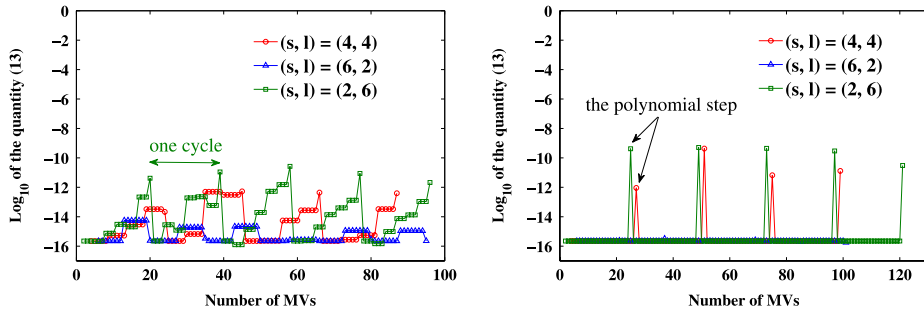 Log10 of the quantity (13)
0
−2
−4
−6
−8
−10
−12
−14
−16
(s, l) = (4, 4)
(s, l) = (6, 2)
(s, l) = (2, 6)
one cycle
0 20 40 60 80 100
Number of MVs
Log10 of the quantity (13)
0
−2
−4
−6
−8
−10
−12
−14
−16
(s, l) = (4, 4)
(s, l) = (6, 2)
(s, l) = (2, 6)
the polynomial step
0 20 40 60 80 100 120
Number of MVs